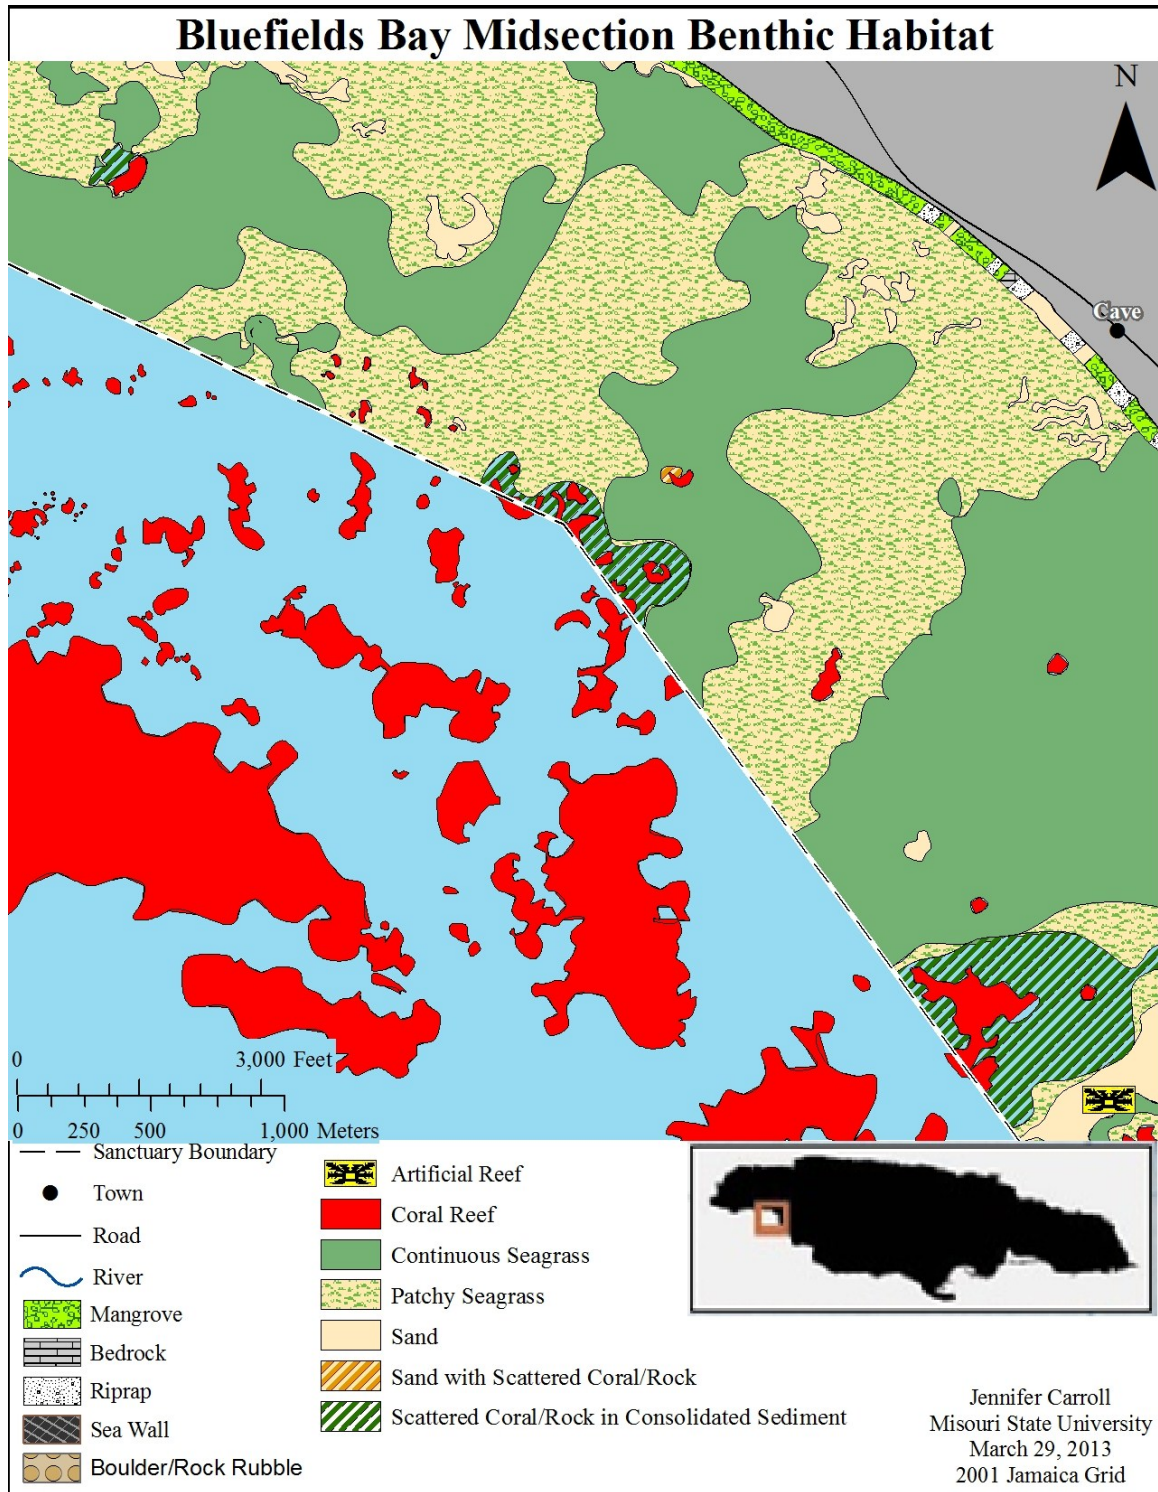 Bluefields Bay Midsection Benthic Habitat
N
Cave
0 3,000 Feet
0 250 500 1,000 Meters
Sanctuary Boundary
Town
Road
River
Mangrove
Bedrock
Riprap
Sea Wall
Boulder/Rock Rubble
Artificial Reef
Coral Reef
Continuous Seagrass
Patchy Seagrass
Sand
Sand with Scattered Coral/Rock
Scattered Coral/Rock in Consolidated Sediment
Jennifer Carroll
Misouri State University
March 29, 2013
2001 Jamaica Grid